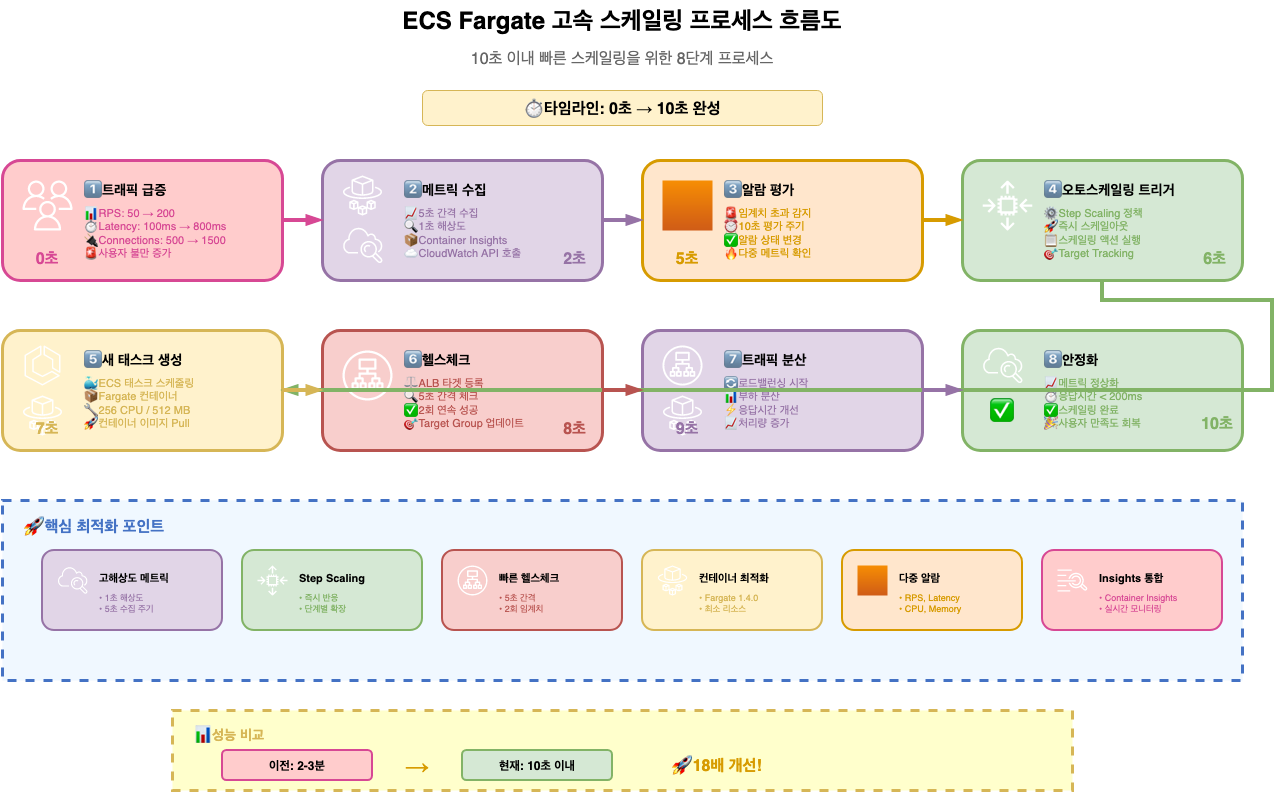 ECS Fargate 고속 스케일링 프로세스 흐름도
10초 이내 빠른 스케일링을 위한 8단계 프로세스
⏱️타임라인: 0초 → 10초 완성
1️⃣트래픽 급증
📊RPS: 50 → 200
⏱️Latency: 100ms → 800ms
🔌Connections: 500 → 1500
🚨사용자 불만 증가
0초
2️⃣메트릭 수집
📈5초 간격 수집
🔍1초 해상도
📦Container Insights
☁️CloudWatch API 호출
2초
3️⃣알람 평가
🚨임계치 초과 감지
⏰10초 평가 주기
✅알람 상태 변경
🔥다중 메트릭 확인
5초
4️⃣오토스케일링 트리거
⚙️Step Scaling 정책
🚀즉시 스케일아웃
📋스케일링 액션 실행
🎯Target Tracking
6초
5️⃣새 태스크 생성
🐳ECS 태스크 스케줄링
📦Fargate 컨테이너
🔧256 CPU / 512 MB
🚀컨테이너 이미지 Pull
7초
6️⃣헬스체크
⚖️ALB 타겟 등록
🔍5초 간격 체크
✅2회 연속 성공
🎯Target Group 업데이트
8초
7️⃣트래픽 분산
🔄로드밸런싱 시작
📊부하 분산
⚡응답시간 개선
📈처리량 증가
9초
8️⃣안정화
📈메트릭 정상화
⏱️응답시간 < 200ms
✅스케일링 완료
🎉사용자 만족도 회복
10초
🚀핵심 최적화 포인트
고해상도 메트릭
• 1초 해상도
• 5초 수집 주기
Step Scaling
• 즉시 반응
• 단계별 확장
빠른 헬스체크
• 5초 간격
• 2회 임계치
컨테이너 최적화
• Fargate 1.4.0
• 최소 리소스
다중 알람
• RPS, Latency
• CPU, Memory
Insights 통합
• Container Insights
• 실시간 모니터링
📊성능 비교
이전: 2-3분
→
현재: 10초 이내
🚀18배 개선!